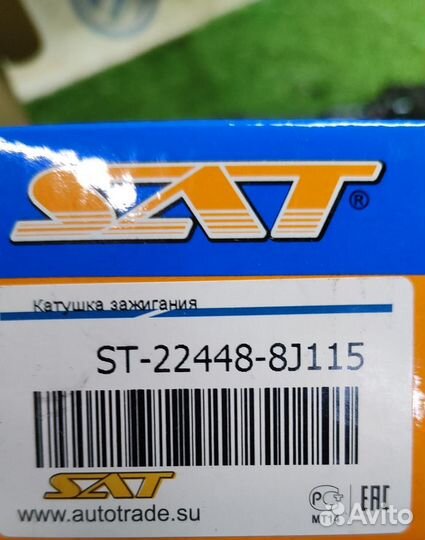 SAT®
Катушка зажигания
ST-22448-8J115
SAT
www.autotrade.su
EAC
Avito